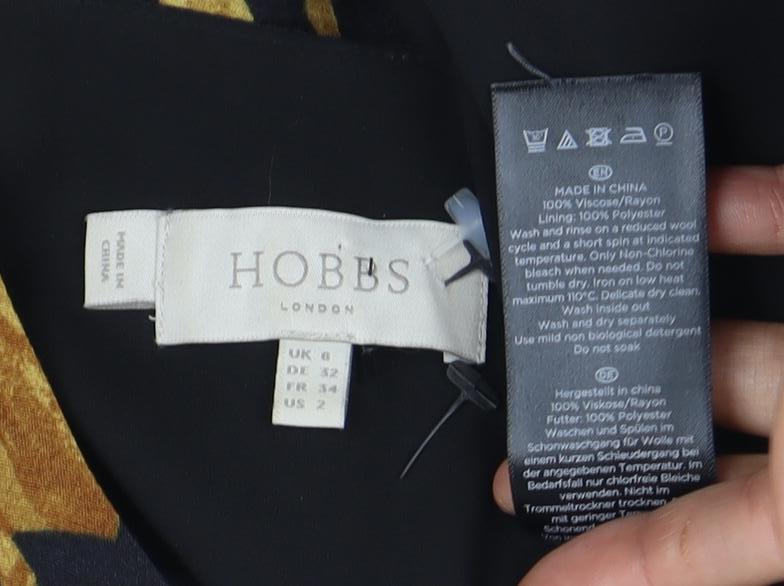 MADE IN
CHINA
HOBBS
LONDON
UK 6
DE 32
FR 34
US 2
EN
MADE IN CHINA
100% Viscose/Rayon
Lining: 100% Polyester
Wash and rinse on a reduced wool
cycle and a short spin at indicated
temperature. Only Non-Chlorine
bleach when needed. Do not
tumble dry. Iron on low heat
maximum 110°C. Delicate dry clean.
Wash inside out
Wash and dry separately
Use mild non biological detergent
Do not soak
DE
Hergestellt in china
100% Viskose/Rayon
Futter: 100% Polyester
Waschen und Spülen im
Schonwaschgang für Wolle mit
einem kurzen Schleudergang bei
der angegebenen Temperatur. Im
Bedarfsfall nur chlorfreie Bleiche
verwenden. Nicht im
Trommeltrockner trocknen.
mit geringer